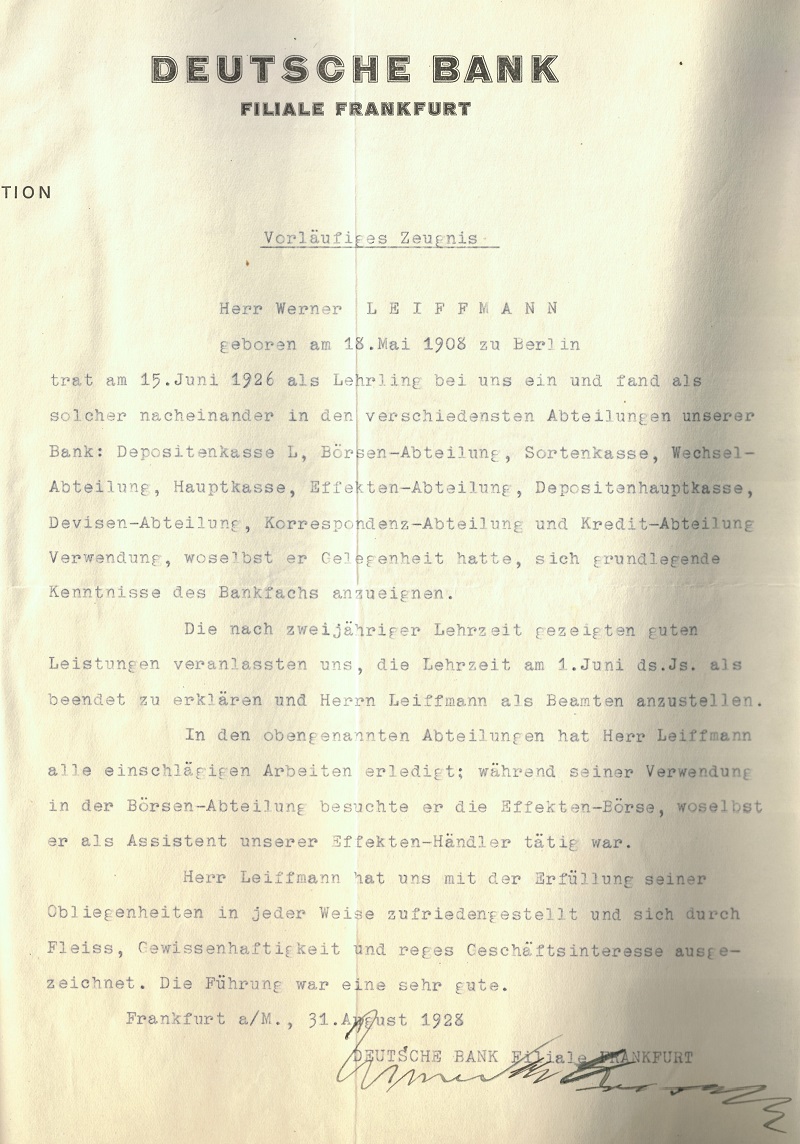 DEUTSCHE BANK
FILIALE FRANKFURT
TION
Vorläufiges Zeugnis
Herr Werner L E I F F M A N N
geboren am 18.Mai 1908 zu Berlin
trat am 15.Juni 1926 als Lehrling bei uns ein und fand als
solcher nacheinander in den verschiedensten Abteilungen unserer
Bank: Depositenkasse L, Börsen-Abteilung, Sortenkasse, Wechsel-
Abteilung, Hauptkasse, Effekten-Abteilung, Depositenhauptkasse,
Devisen-Abteilung, Korrespondenz-Abteilung und Kredit-Abteilung
Verwendung, woselbst er Gelegenheit hatte, sich grundlegende
Kenntnisse des Bankfachs anzueignen.
Die nach zweijähriger Lehrzeit gezeigten guten
Leistungen veranlassten uns, die Lehrzeit am 1.Juni ds.Js. als
beendet zu erklären und Herrn Leiffmann als Beamten anzustellen.
In den obengenannten Abteilungen hat Herr Leiffmann
alle einschlägigen Arbeiten erledigt; während seiner Verwendung
in der Börsen-Abteilung besuchte er die Effekten-Börse, woselbst
er als Assistent unserer Effekten-Händler tätig war.
Herr Leiffmann hat uns mit der Erfüllung seiner
Obliegenheiten in jeder Weise zufriedengestellt und sich durch
Fleiss, Gewissenhaftigkeit und reges Geschäftsinteresse ausge-
zeichnet. Die Führung war eine sehr gute.
Frankfurt a/M., 31.August 1928
DEUTSCHE BANK Filiale FRANKFURT